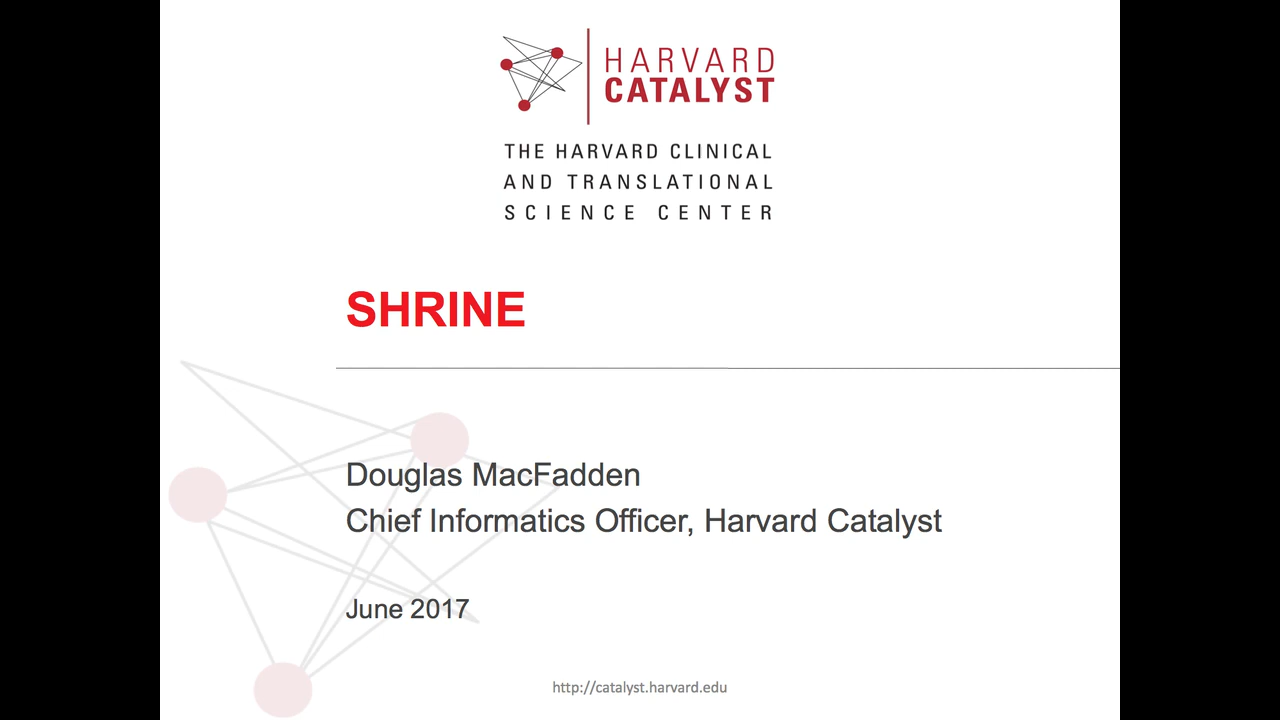 HARVARD
CATALYST
THE HARVARD CLINICAL
AND TRANSLATIONAL
SCIENCE CENTER
SHRINE
Douglas MacFadden
Chief Informatics Officer, Harvard Catalyst
June 2017
http://catalyst.harvard.edu